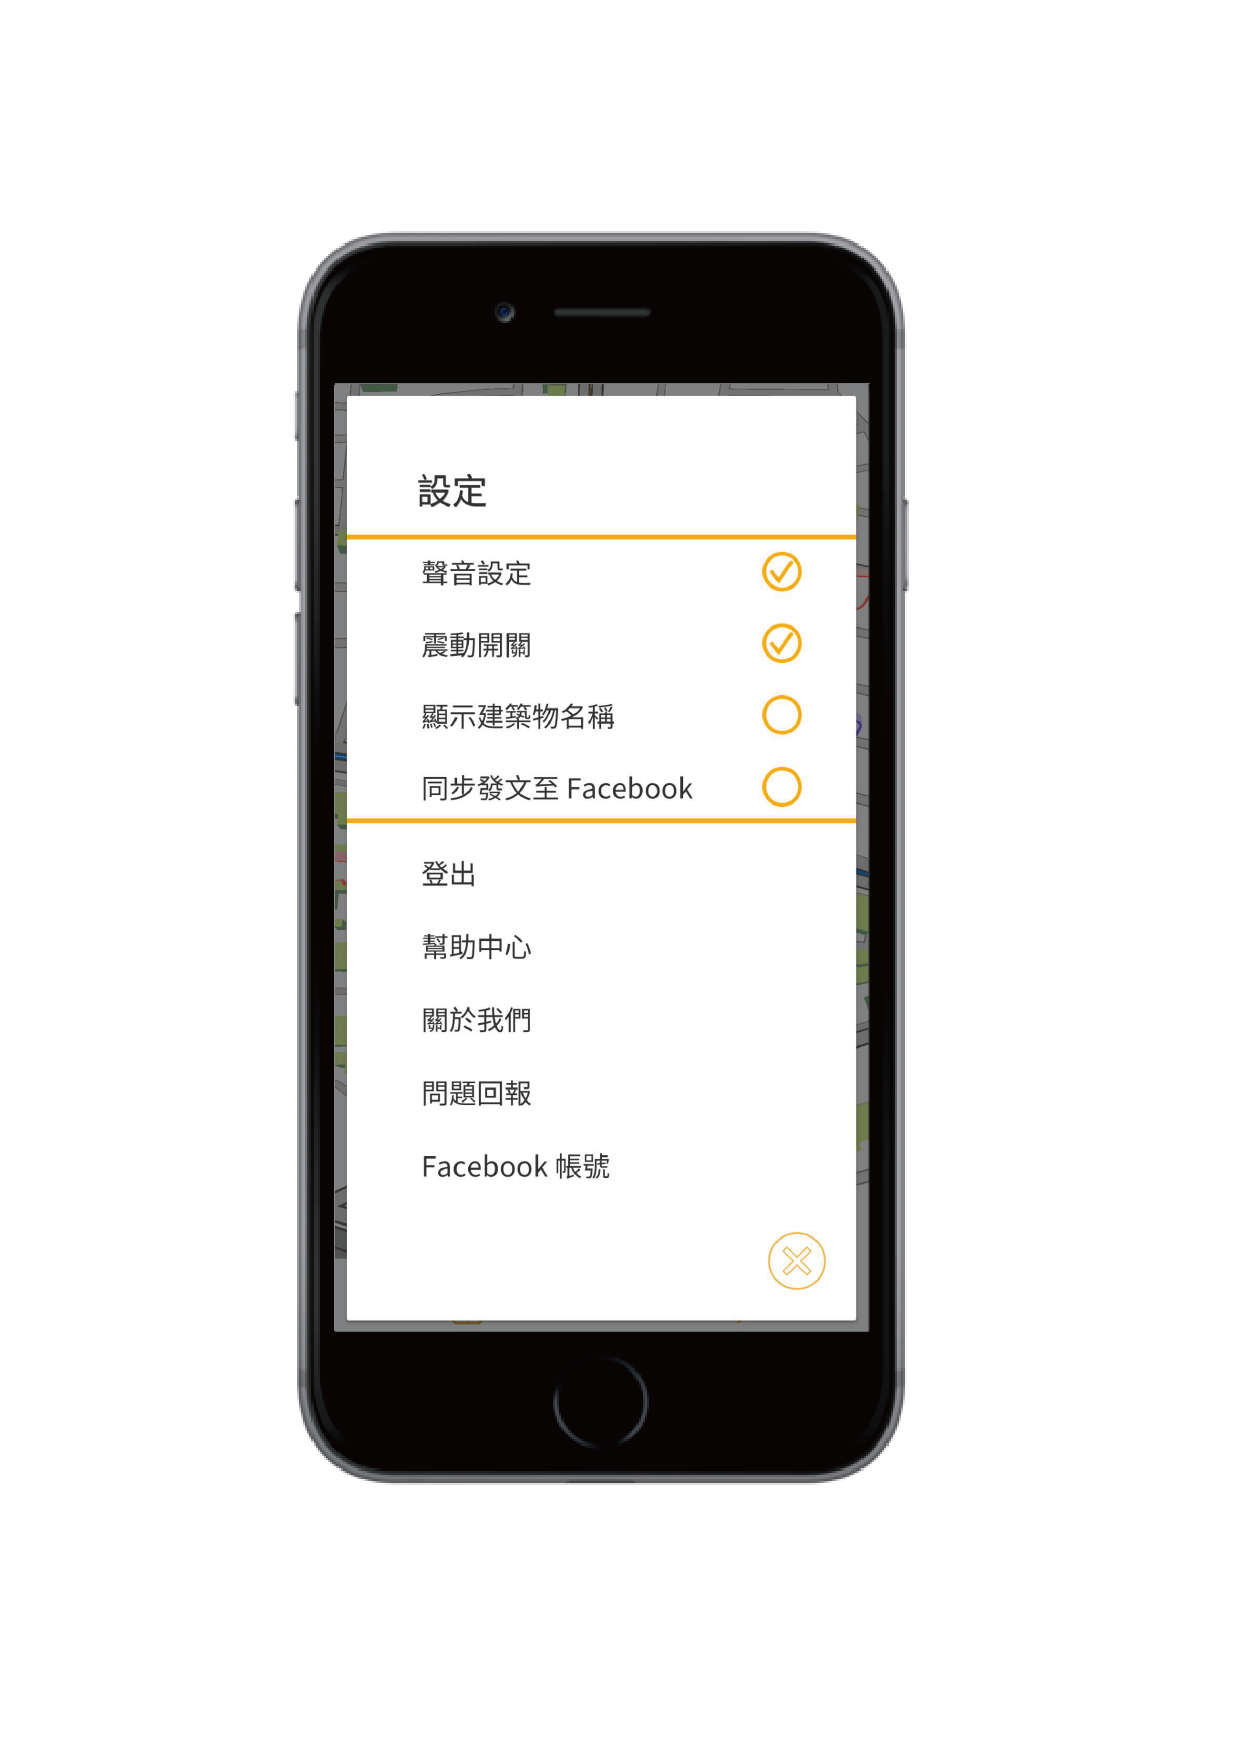 設定
聲音設定
震動開關
顯示建築物名稱
同步發文至 Facebook
登出
幫助中心
關於我們
問題回報
Facebook 帳號